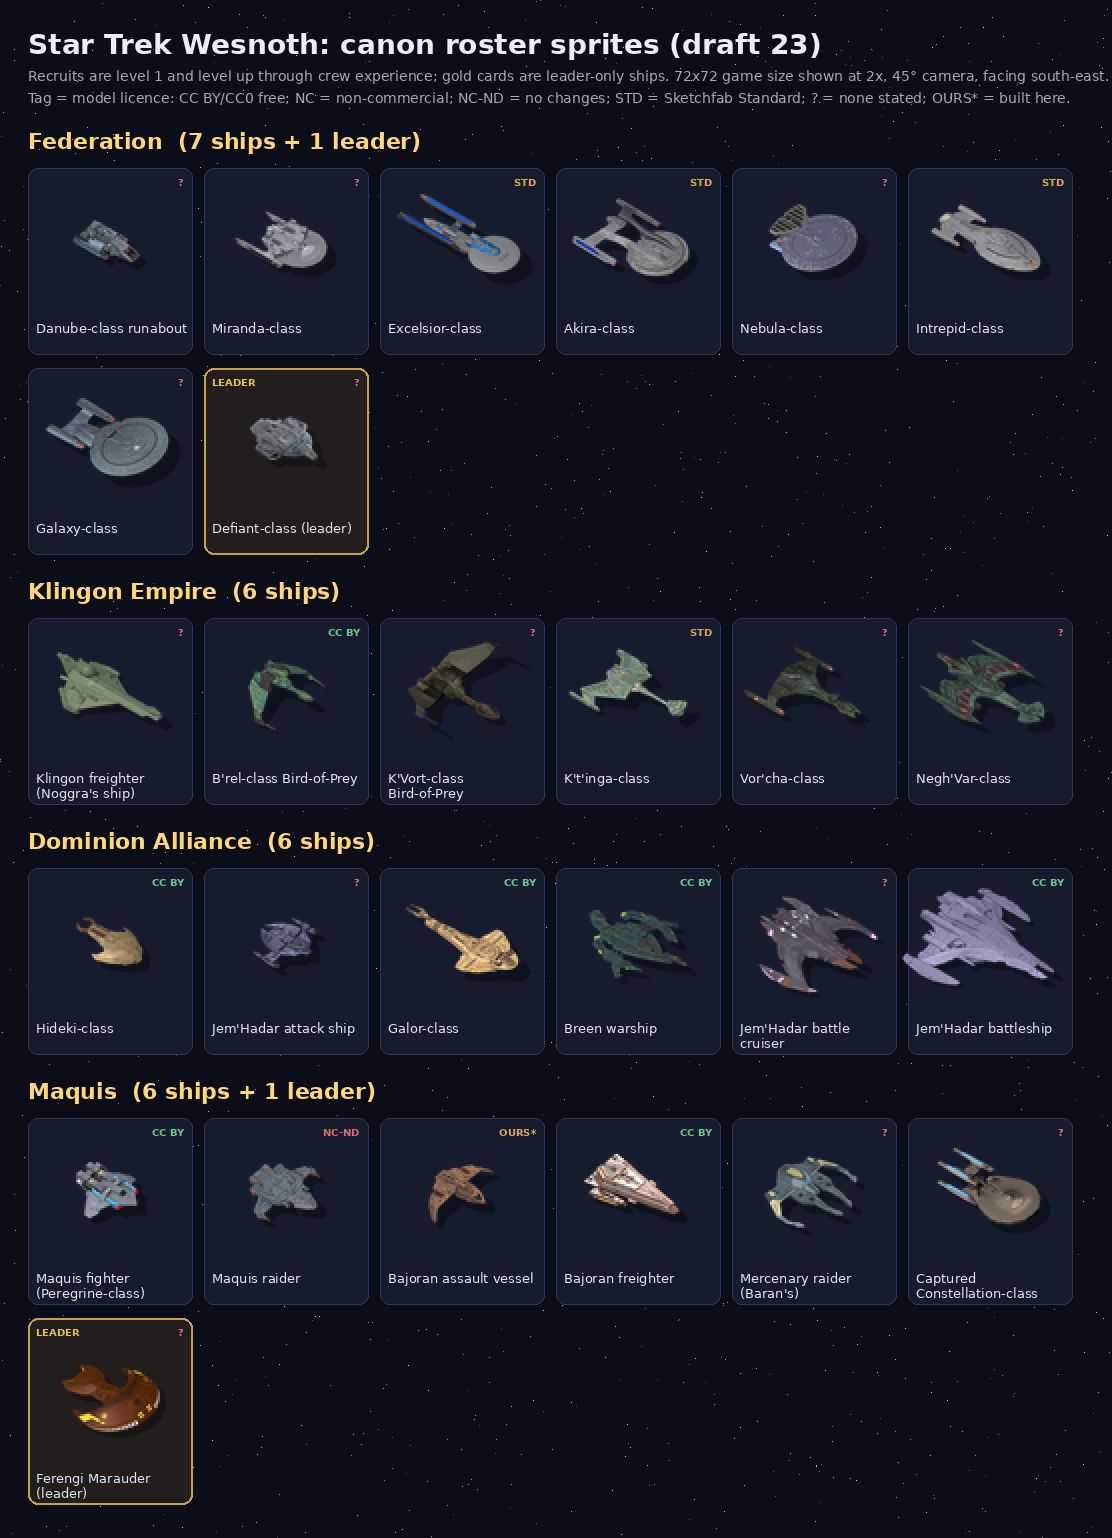 Star Trek Wesnoth: canon roster sprites (draft 23)
Recruits are level 1 and level up through crew experience; gold cards are leader-only ships. 72x72 game size shown at 2x, 45° camera, facing south-east.
Tag = model licence: CC BY/CC0 free; NC = non-commercial; NC-ND = no changes; STD = Sketchfab Standard; ? = none stated; OURS* = built here.
Federation (7 ships + 1 leader)
?
?
STD
STD
?
STD
Danube-class runabout
Miranda-class
Excelsior-class
Akira-class
Nebula-class
Intrepid-class
?
LEADER
?
Galaxy-class
Defiant-class (leader)
Klingon Empire (6 ships)
?
CC BY
?
STD
?
?
Klingon freighter
(Noggra's ship)
B'rel-class Bird-of-Prey
K'Vort-class
Bird-of-Prey
K't'inga-class
Vor'cha-class
Negh'Var-class
Dominion Alliance (6 ships)
CC BY
?
CC BY
CC BY
?
CC BY
Hideki-class
Jem'Hadar attack ship
Galor-class
Breen warship
Jem'Hadar battle
cruiser
Jem'Hadar battleship
Maquis (6 ships + 1 leader)
CC BY
NC-ND
OURS*
CC BY
?
?
Maquis fighter
(Peregrine-class)
Maquis raider
Bajoran assault vessel
Bajoran freighter
Mercenary raider
(Baran's)
Captured
Constellation-class
LEADER
?
Ferengi Marauder
(leader)